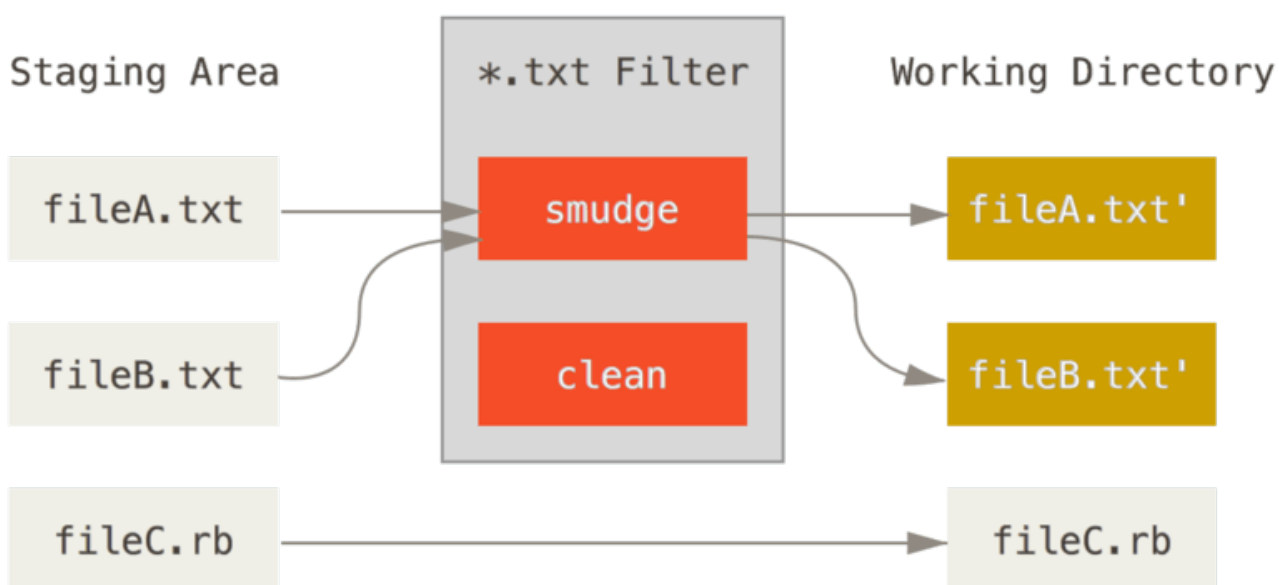 Staging Area
*.txt Filter
Working Directory
fileA.txt
smudge
fileA.txt'
fileB.txt
clean
fileB.txt'
fileC.rb
fileC.rb